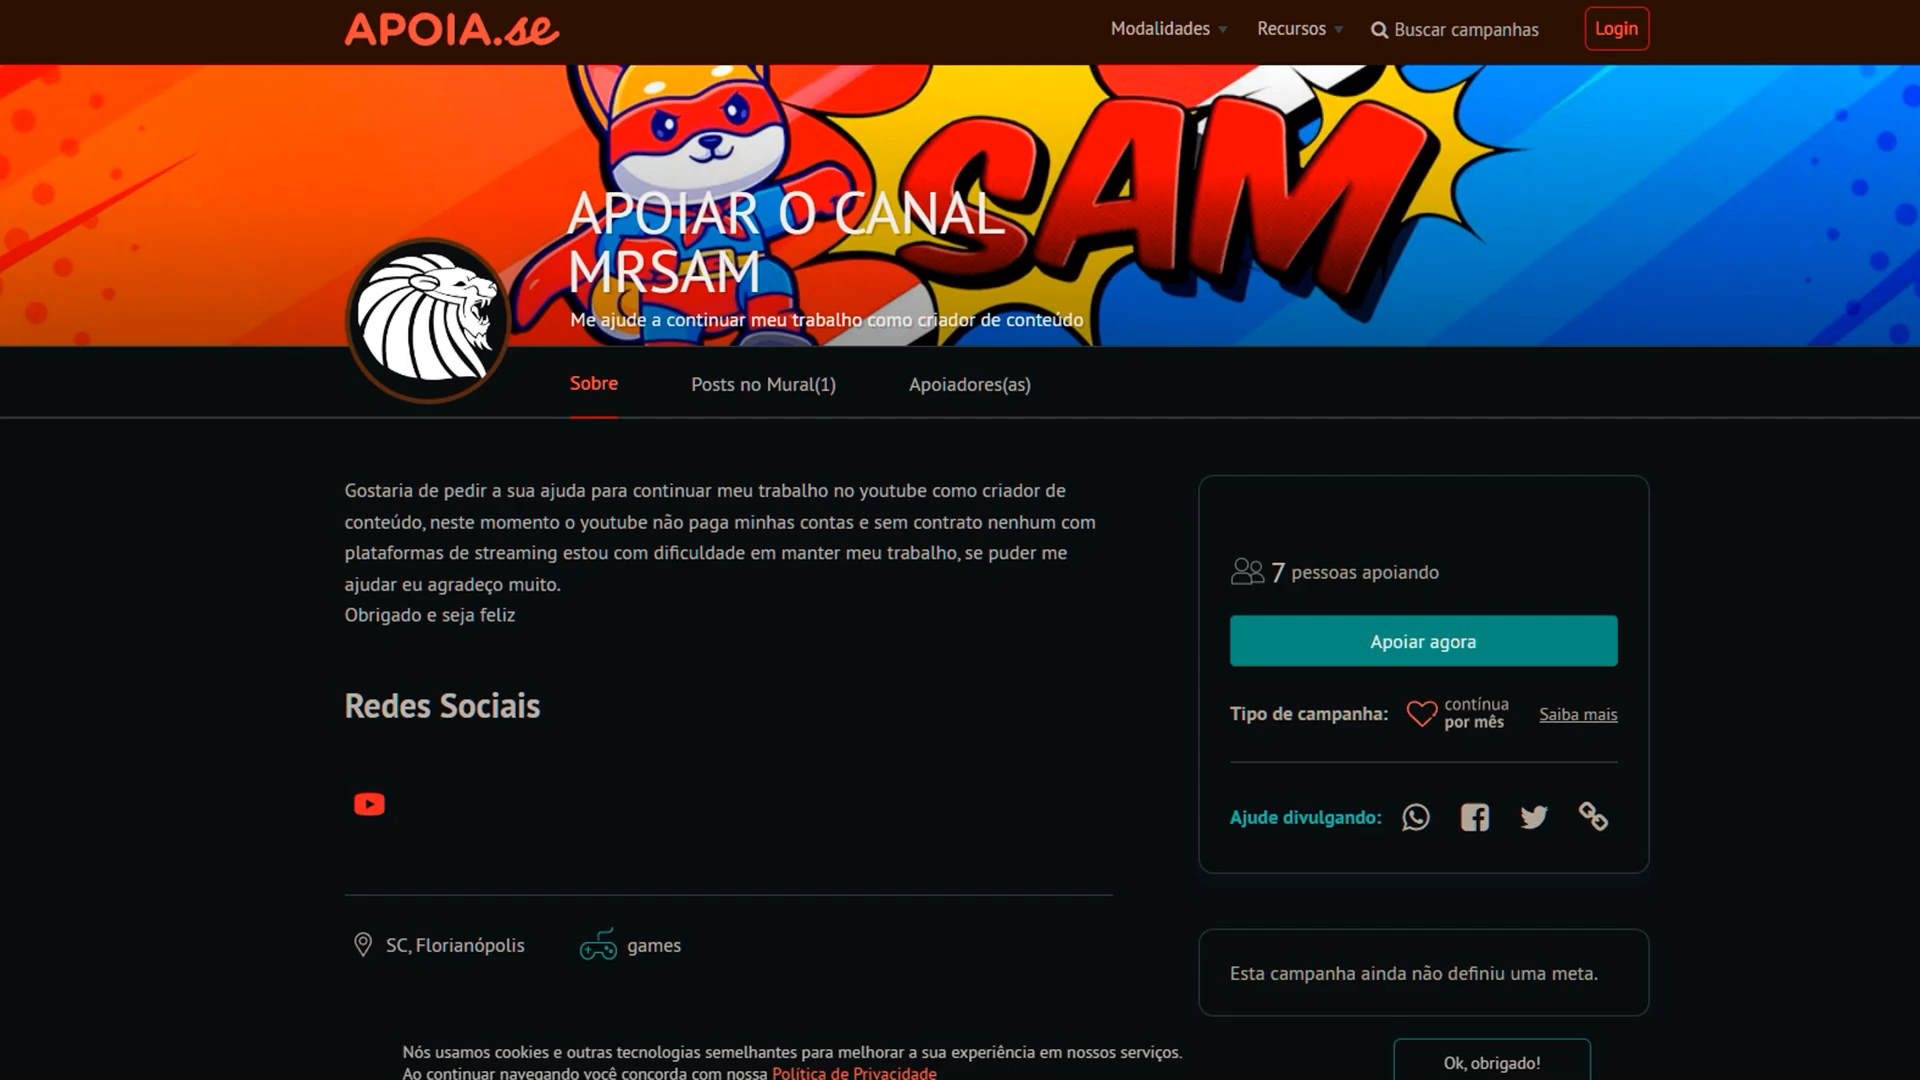 APOIA.se
Modalidades
Recursos
Buscar campanhas
Login
SAM
APOIAR O CANAL
MRSAM
Me ajude a continuar meu trabalho como criador de conteúdo
Sobre
Posts no Mural(1)
Apoiadores(as)
Gostaria de pedir a sua ajuda para continuar meu trabalho no youtube como criador de
conteúdo, neste momento o youtube não paga minhas contas e sem contrato nenhum com
plataformas de streaming estou com dificuldade em manter meu trabalho, se puder me
ajudar eu agradeço muito.
Obrigado e seja feliz
7 pessoas apoiando
Apoiar agora
Tipo de campanha:
contínua
por mês
Saiba mais
Ajude divulgando:
Redes Sociais
SC, Florianópolis
games
Esta campanha ainda não definiu uma meta.
Nós usamos cookies e outras tecnologias semelhantes para melhorar a sua experiência em nossos serviços.
Ao continuar navegando você concorda com nossa Política de Privacidade
Ok, obrigado!